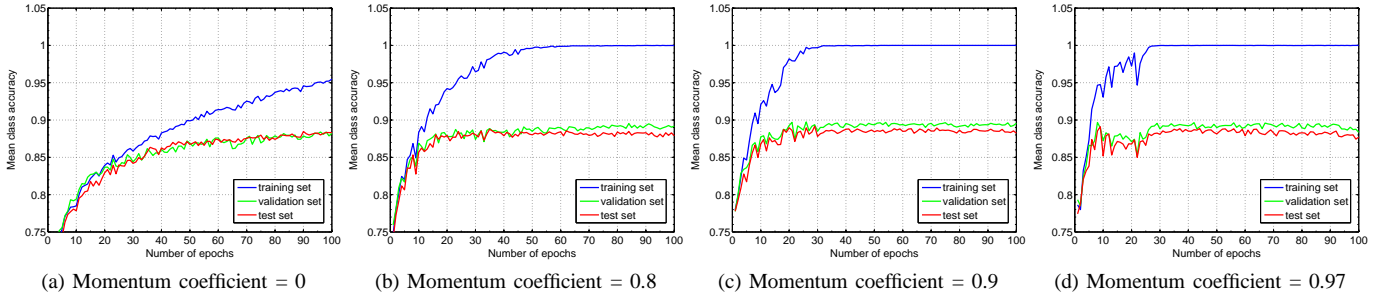 1.05
1
0.95
0.9
0.85
0.8
0.75
Mean class accuracy
0 10 20 30 40 50 60 70 80 90 100
Number of epochs
training set
validation set
test set
(a) Momentum coefficient = 0
1.05
1
0.95
0.9
0.85
0.8
0.75
Mean class accuracy
0 10 20 30 40 50 60 70 80 90 100
Number of epochs
training set
validation set
test set
(b) Momentum coefficient = 0.8
1.05
1
0.95
0.9
0.85
0.8
0.75
Mean class accuracy
0 10 20 30 40 50 60 70 80 90 100
Number of epochs
training set
validation set
test set
(c) Momentum coefficient = 0.9
1.05
1
0.95
0.9
0.85
0.8
0.75
Mean class accuracy
0 10 20 30 40 50 60 70 80 90 100
Number of epochs
training set
validation set
test set
(d) Momentum coefficient = 0.97